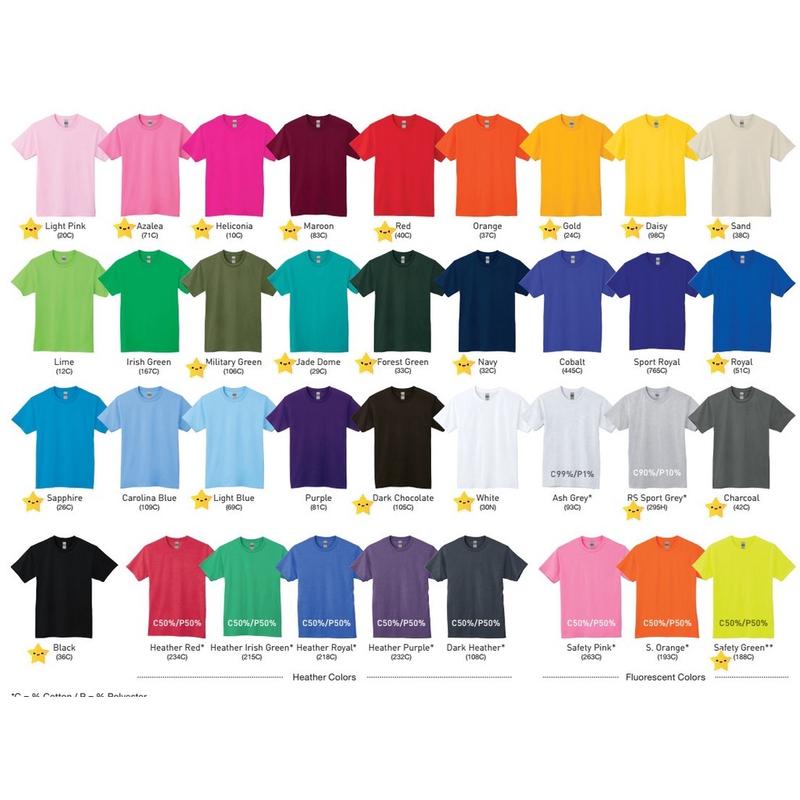 Light Pink
(20C)
Azalea
(71C)
Heliconia
(10C)
Maroon
(83C)
Red
(40C)
Orange
(37C)
Gold
(24C)
Daisy
(98C)
Sand
(38C)
Lime
(12C)
Irish Green
(167C)
Military Green
(106C)
Jade Dome
(29C)
Forest Green
(33C)
Navy
(32C)
Cobalt
(445C)
Sport Royal
(765C)
Royal
(51C)
C99%/P1%
C90%/P10%
Sapphire
(26C)
Carolina Blue
(109C)
Light Blue
(69C)
Purple
(81C)
Dark Chocolate
(105C)
White
(30N)
Ash Grey*
(93C)
RS Sport Grey*
(295H)
Charcoal
(42C)
C50%/P50%
C50%/P50%
C50%/P50%
C50%/P50%
C50%/P50%
C50%/P50%
C50%/P50%
C50%/P50%
Black
(36C)
Heather Red*
(234C)
Heather Irish Green*
(215C)
Heather Royal*
(218C)
Heather Purple*
(232C)
Dark Heather*
(108C)
Safety Pink*
(263C)
S. Orange*
(193C)
Safety Green**
(188C)
Heather Colors
Fluorescent Colors
*C = % Cotton / P = % Polyester